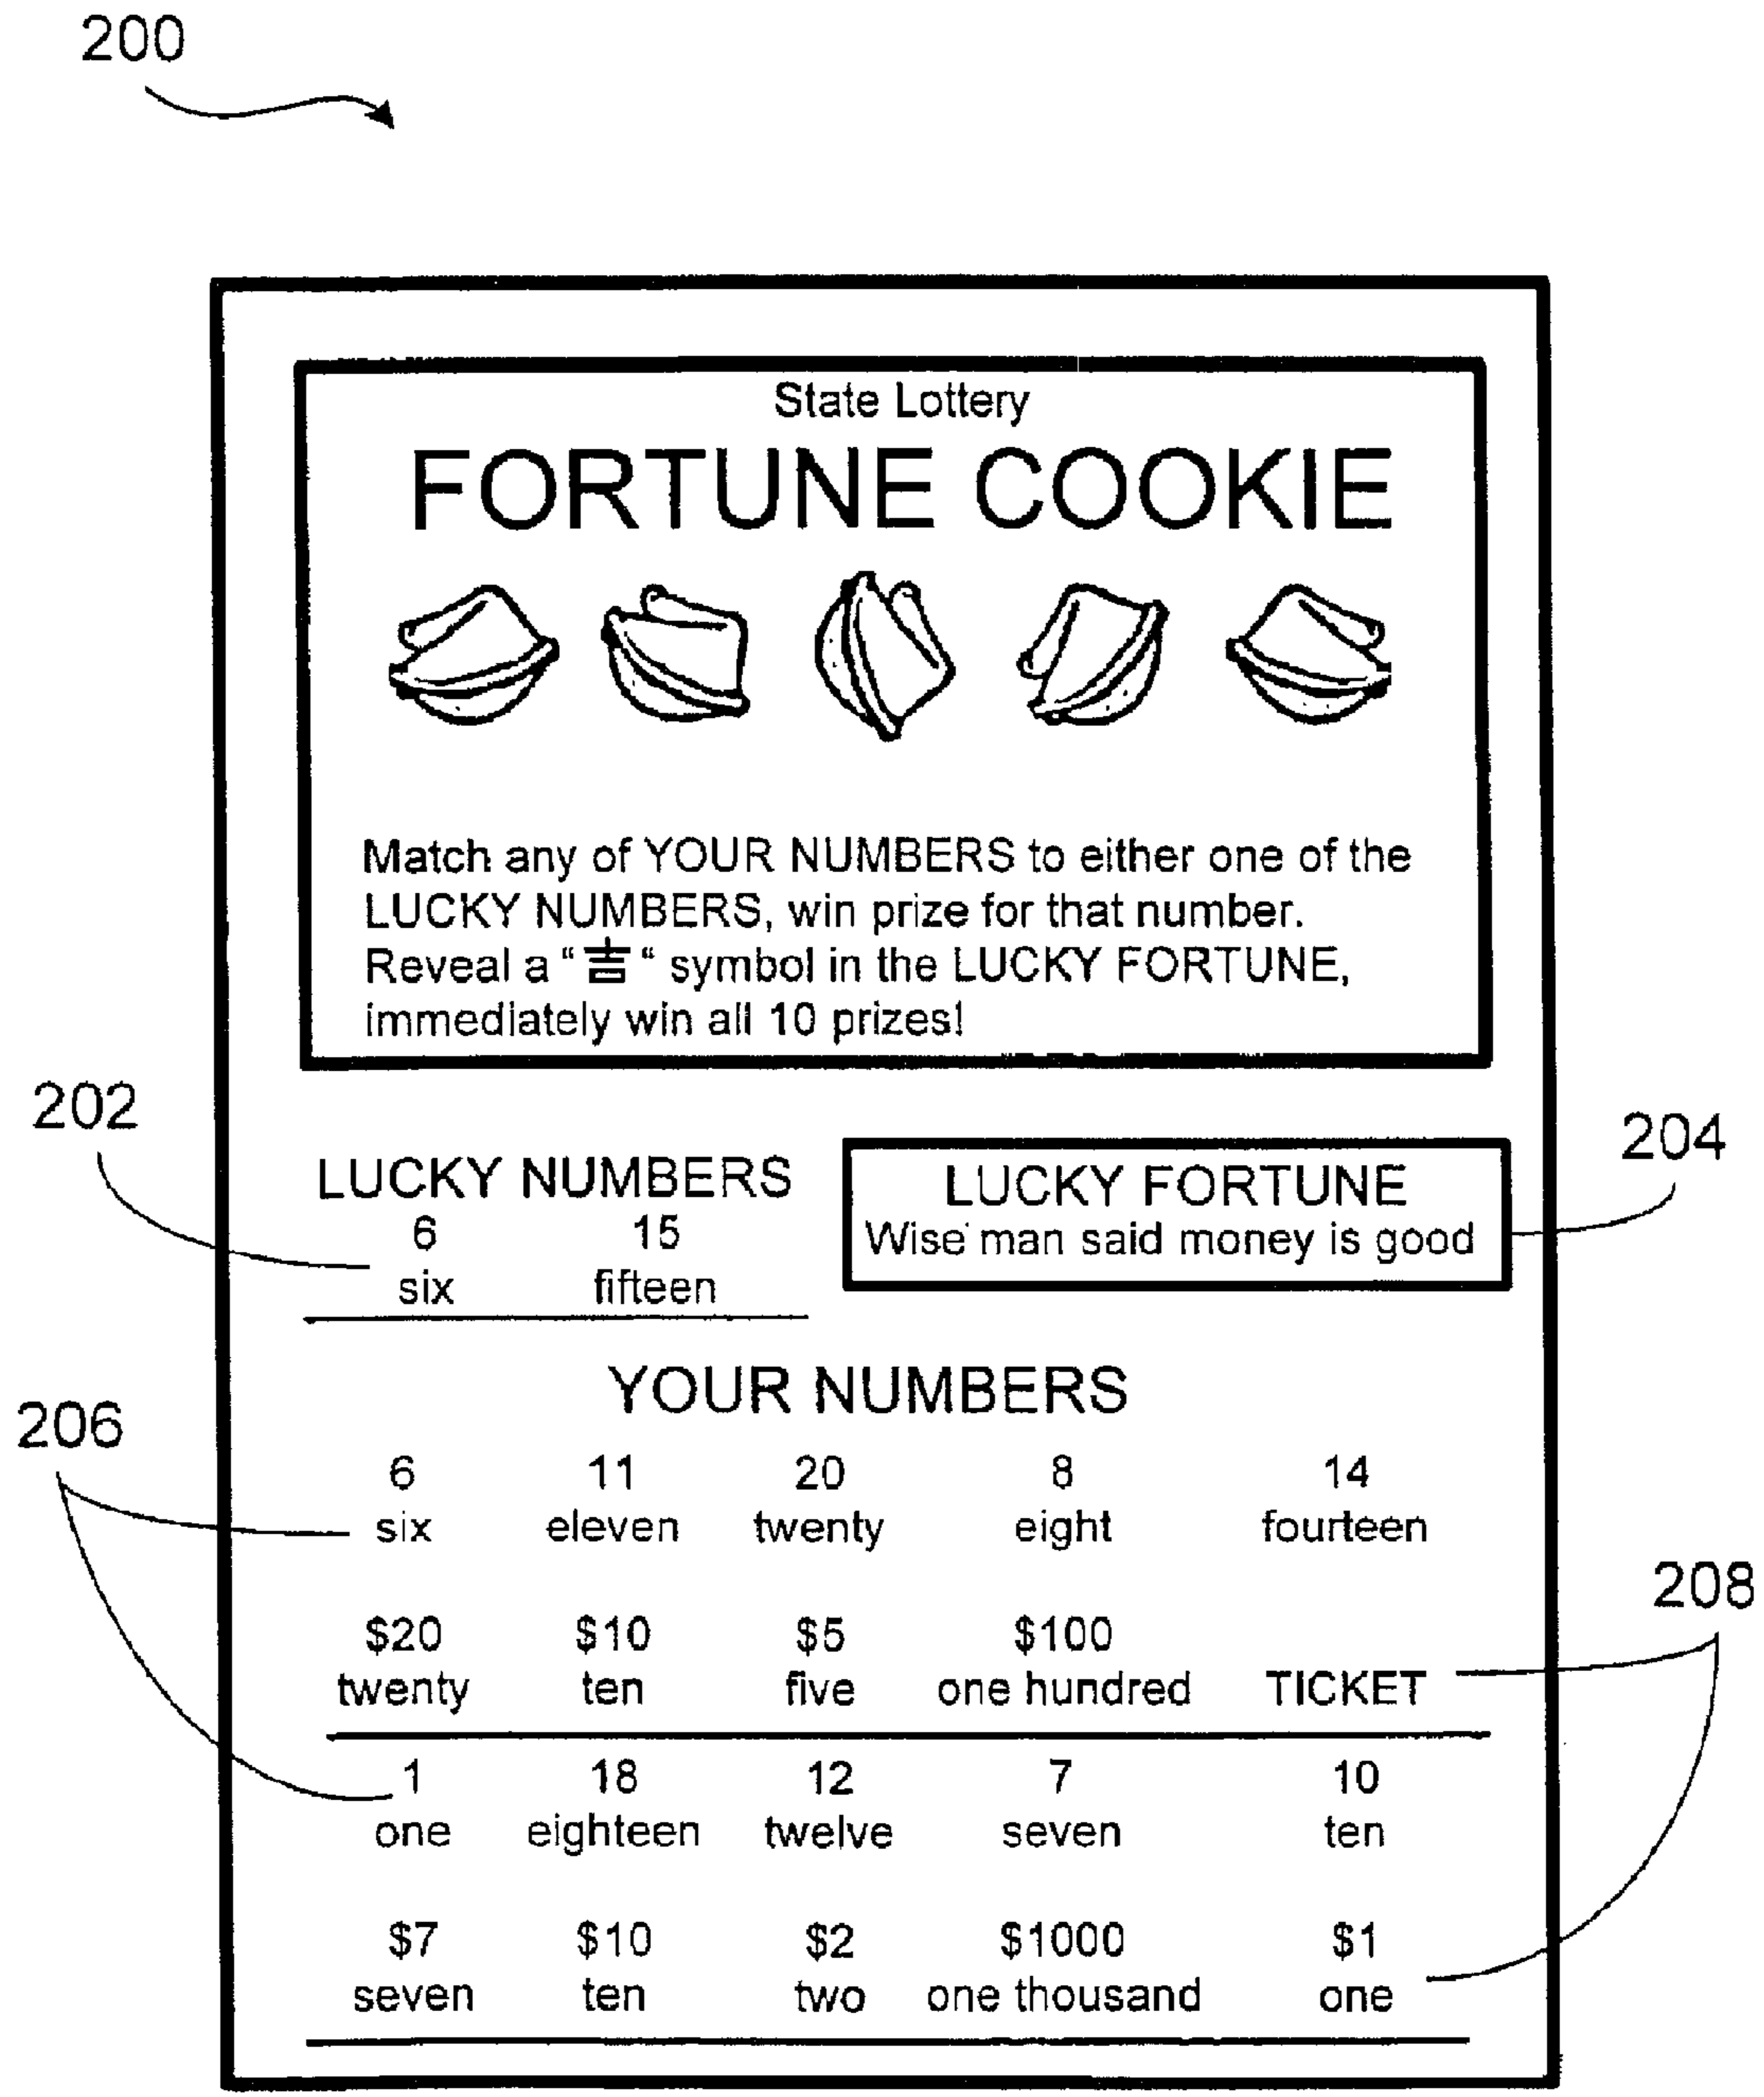 200
State Lottery
FORTUNE COOKIE
Match any of YOUR NUMBERS to either one of the
LUCKY NUMBERS, win prize for that number.
Reveal a "吉" symbol in the LUCKY FORTUNE,
immediately win all 10 prizes!
202
204
LUCKY NUMBERS
6 15
six fifteen
LUCKY FORTUNE
Wise man said money is good
YOUR NUMBERS
206
6 11 20 8 14
six eleven twenty eight fourteen
208
$20 $10 $5 $100
twenty ten five one hundred TICKET
1 18 12 7 10
one eighteen twelve seven ten
$7 $10 $2 $1000 $1
seven ten two one thousand one